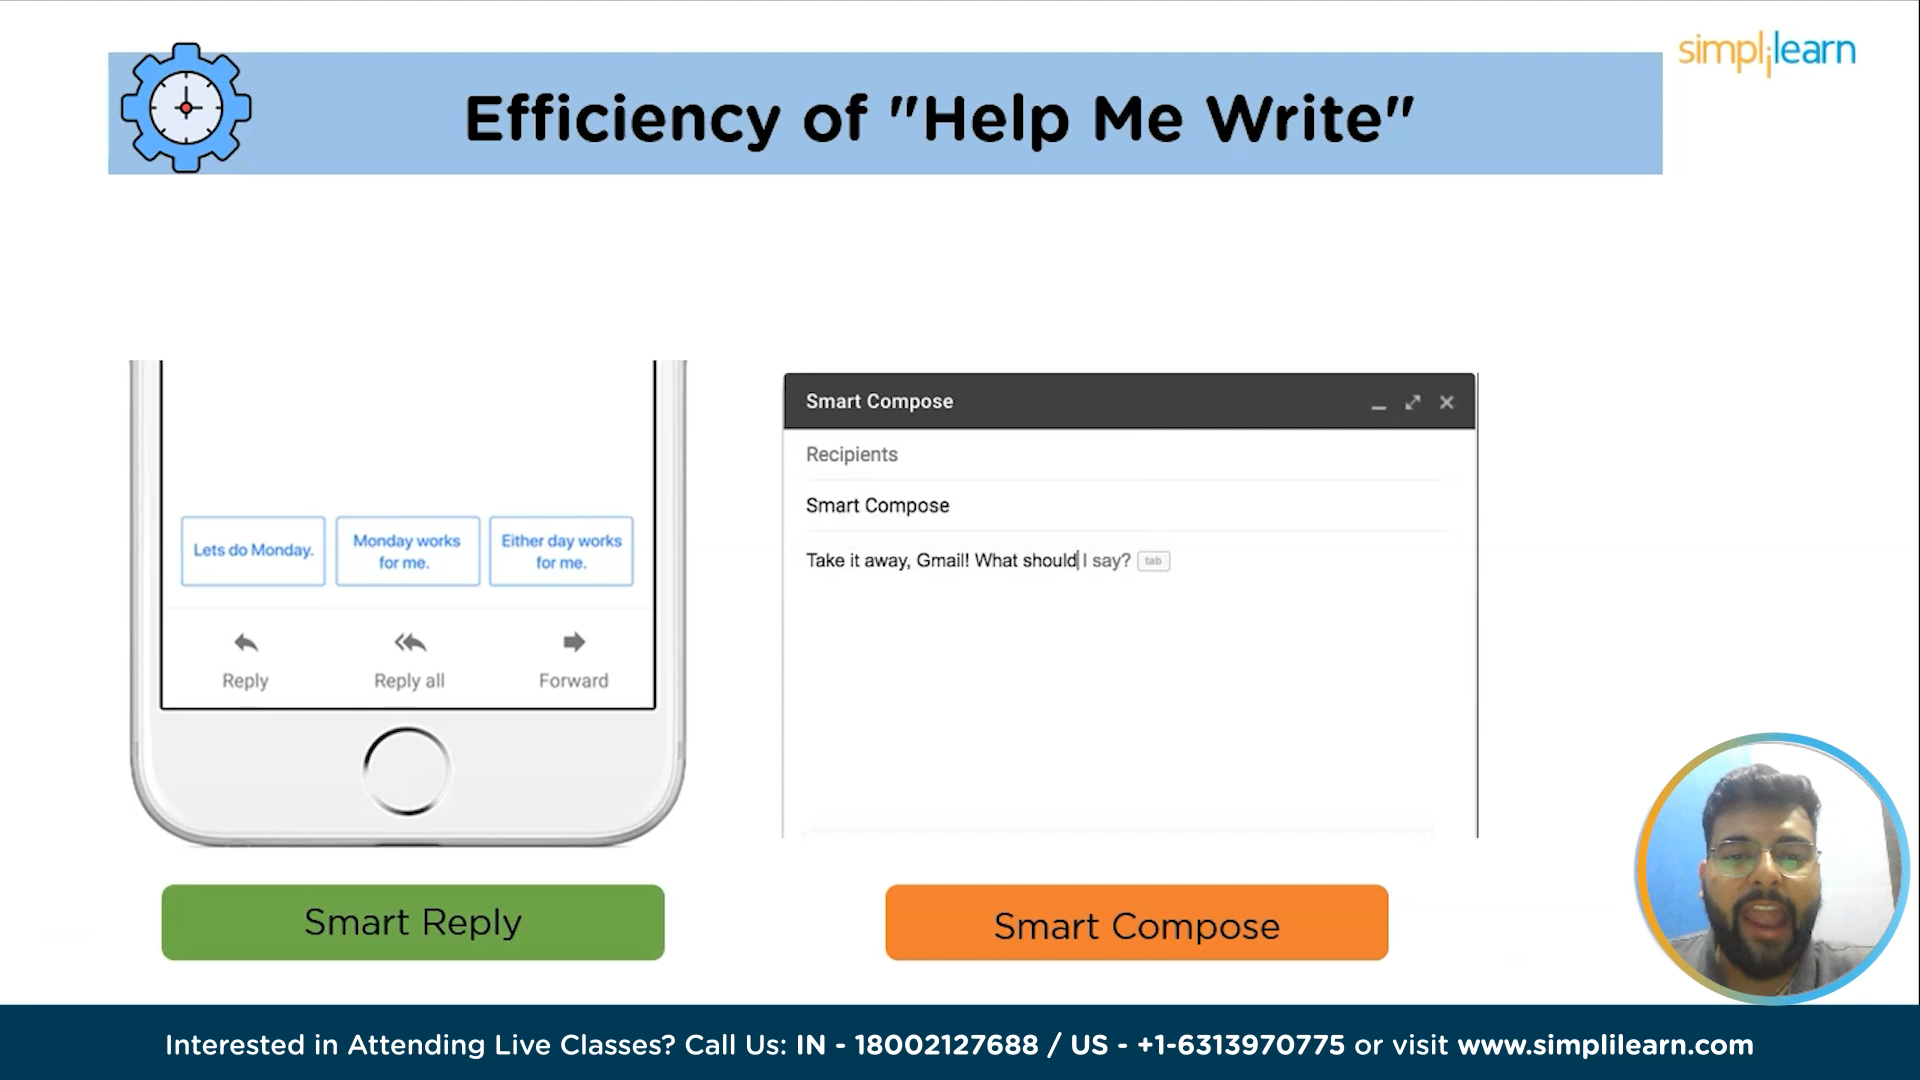 simplilearn
Efficiency of "Help Me Write"
Lets do Monday.
Monday works
for me.
Either day works
for me.
Reply
Reply all
Forward
Smart Reply
Smart Compose
Recipients
Smart Compose
Take it away, Gmail! What should I say? tab
Smart Compose
Interested in Attending Live Classes? Call Us: IN - 18002127688 / US - +1-6313970775 or visit www.simplilearn.com